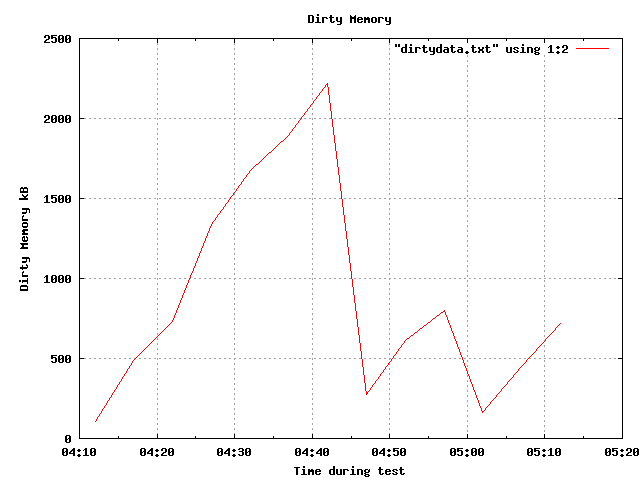 Dirty Memory
"dirtydata.txt" using 1:2
2500
2000
1500
1000
500
0
Dirty Memory kB
04:10 04:20 04:30 04:40 04:50 05:00 05:10 05:20
Time during test